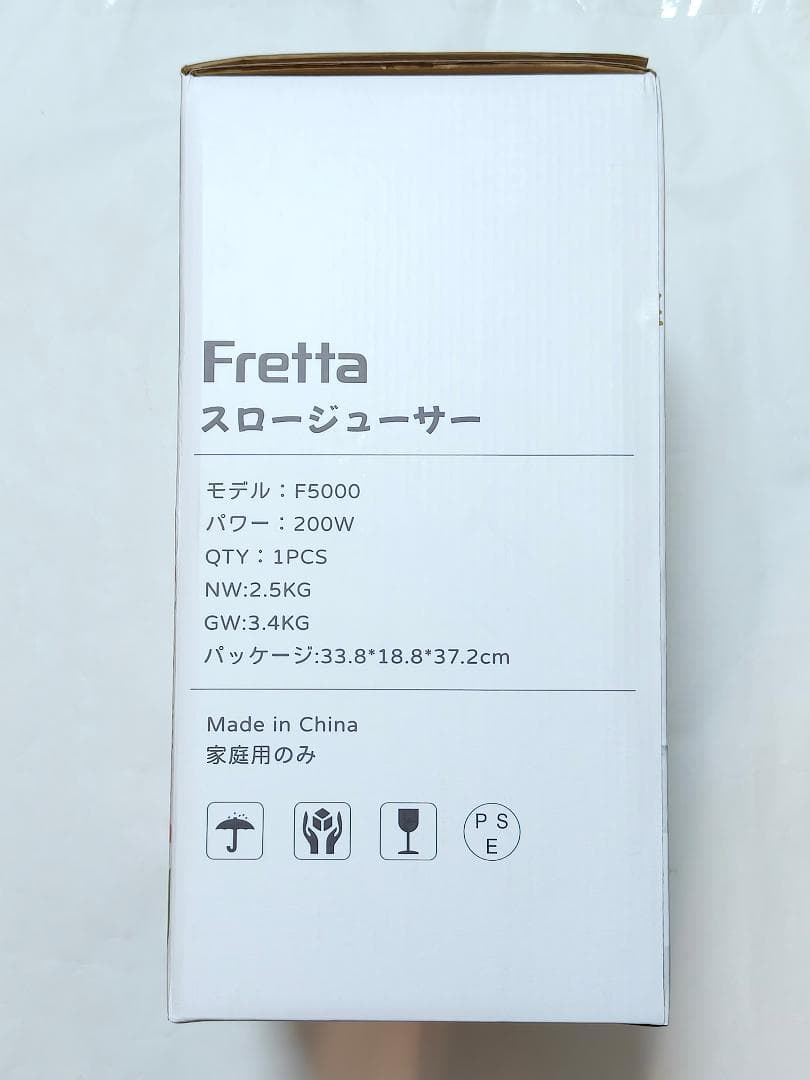 Fretta
スロージューサー
モデル：F5000
パワー：200W
QTY：1PCS
NW:2.5KG
GW:3.4KG
パッケージ:33.8*18.8*37.2cm
Made in China
家庭用のみ
P S
E